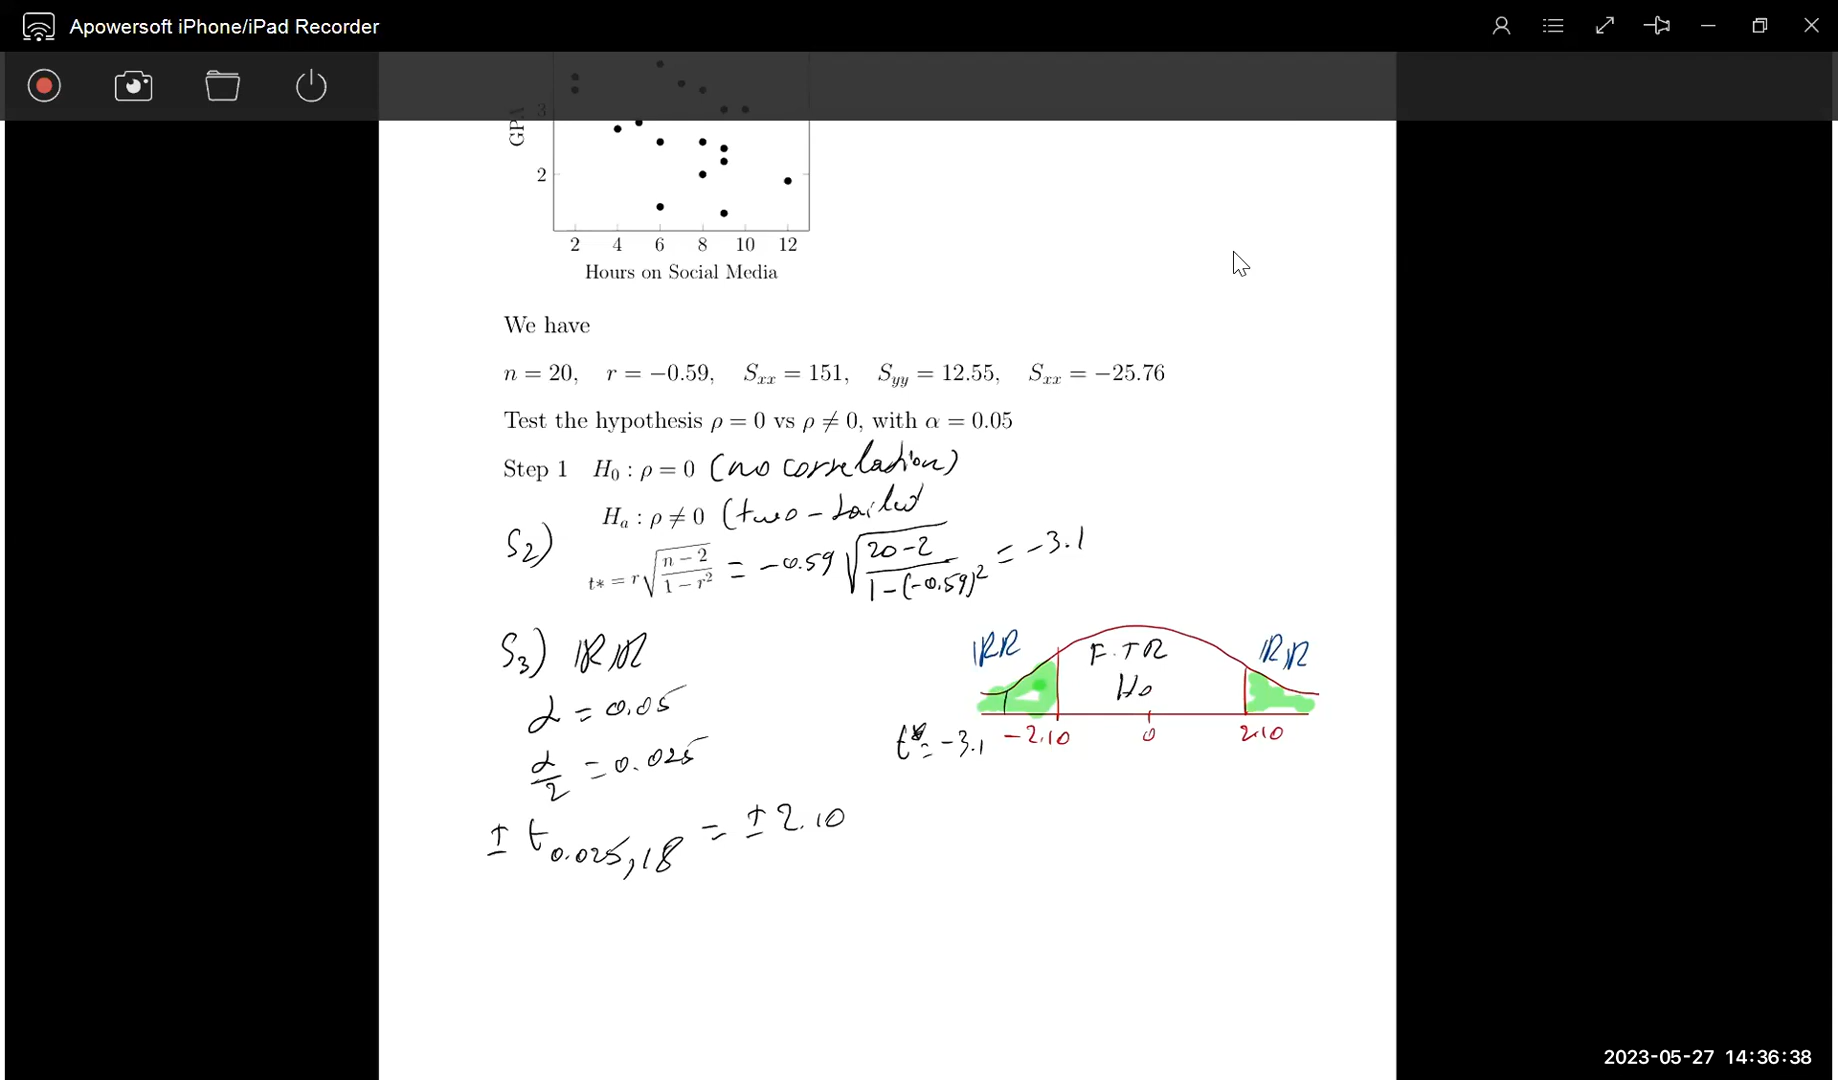 Apowersoft iPhone/iPad Recorder
3
GPA
2
2 4 6 8 10 12
Hours on Social Media
We have
n = 20, r = −0.59, Sxx = 151, Syy = 12.55, Sxx = −25.76
Test the hypothesis ρ = 0 vs ρ ≠ 0, with α = 0.05
Step 1 H0 : ρ = 0 (no correlation)
Ha : ρ ≠ 0 (two-tailed
S2)
t* = r√((n − 2)/(1 − r²)) = −0.59 √((20−2)/(1−(−0.59)²)) = −3.1
S3) RR
α = 0.05
α/2 = 0.025
± t0.025,18 = ± 2.10
RR F.T R RR
H0
t* = −3.1 −2.10 0 2.10
2023-05-27 14:36:38